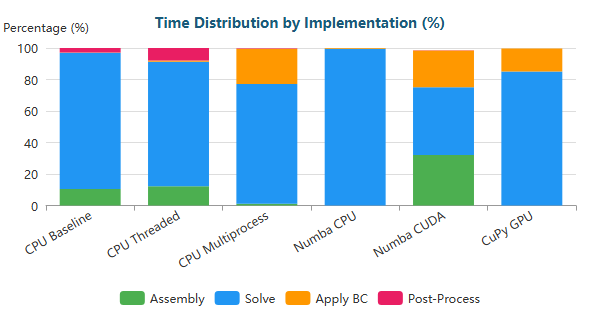 Time Distribution by Implementation (%)
Percentage (%)
100
80
60
40
20
0
CPU Baseline
CPU Threaded
CPU Multiprocess
Numba CPU
Numba CUDA
CuPy GPU
Assembly Solve Apply BC Post-Process